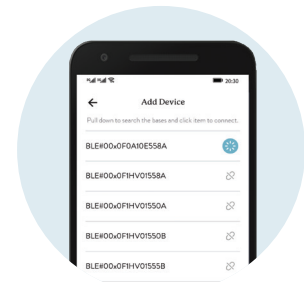 20:30
Add Device
Pull down to search the bases and click item to connect.
BLE#00x0F0A10E558A
BLE#00x0F1HV01558A
BLE#00x0F1HV01550A
BLE#00x0F1HV01550B
BLE#00x0F1HV01555B